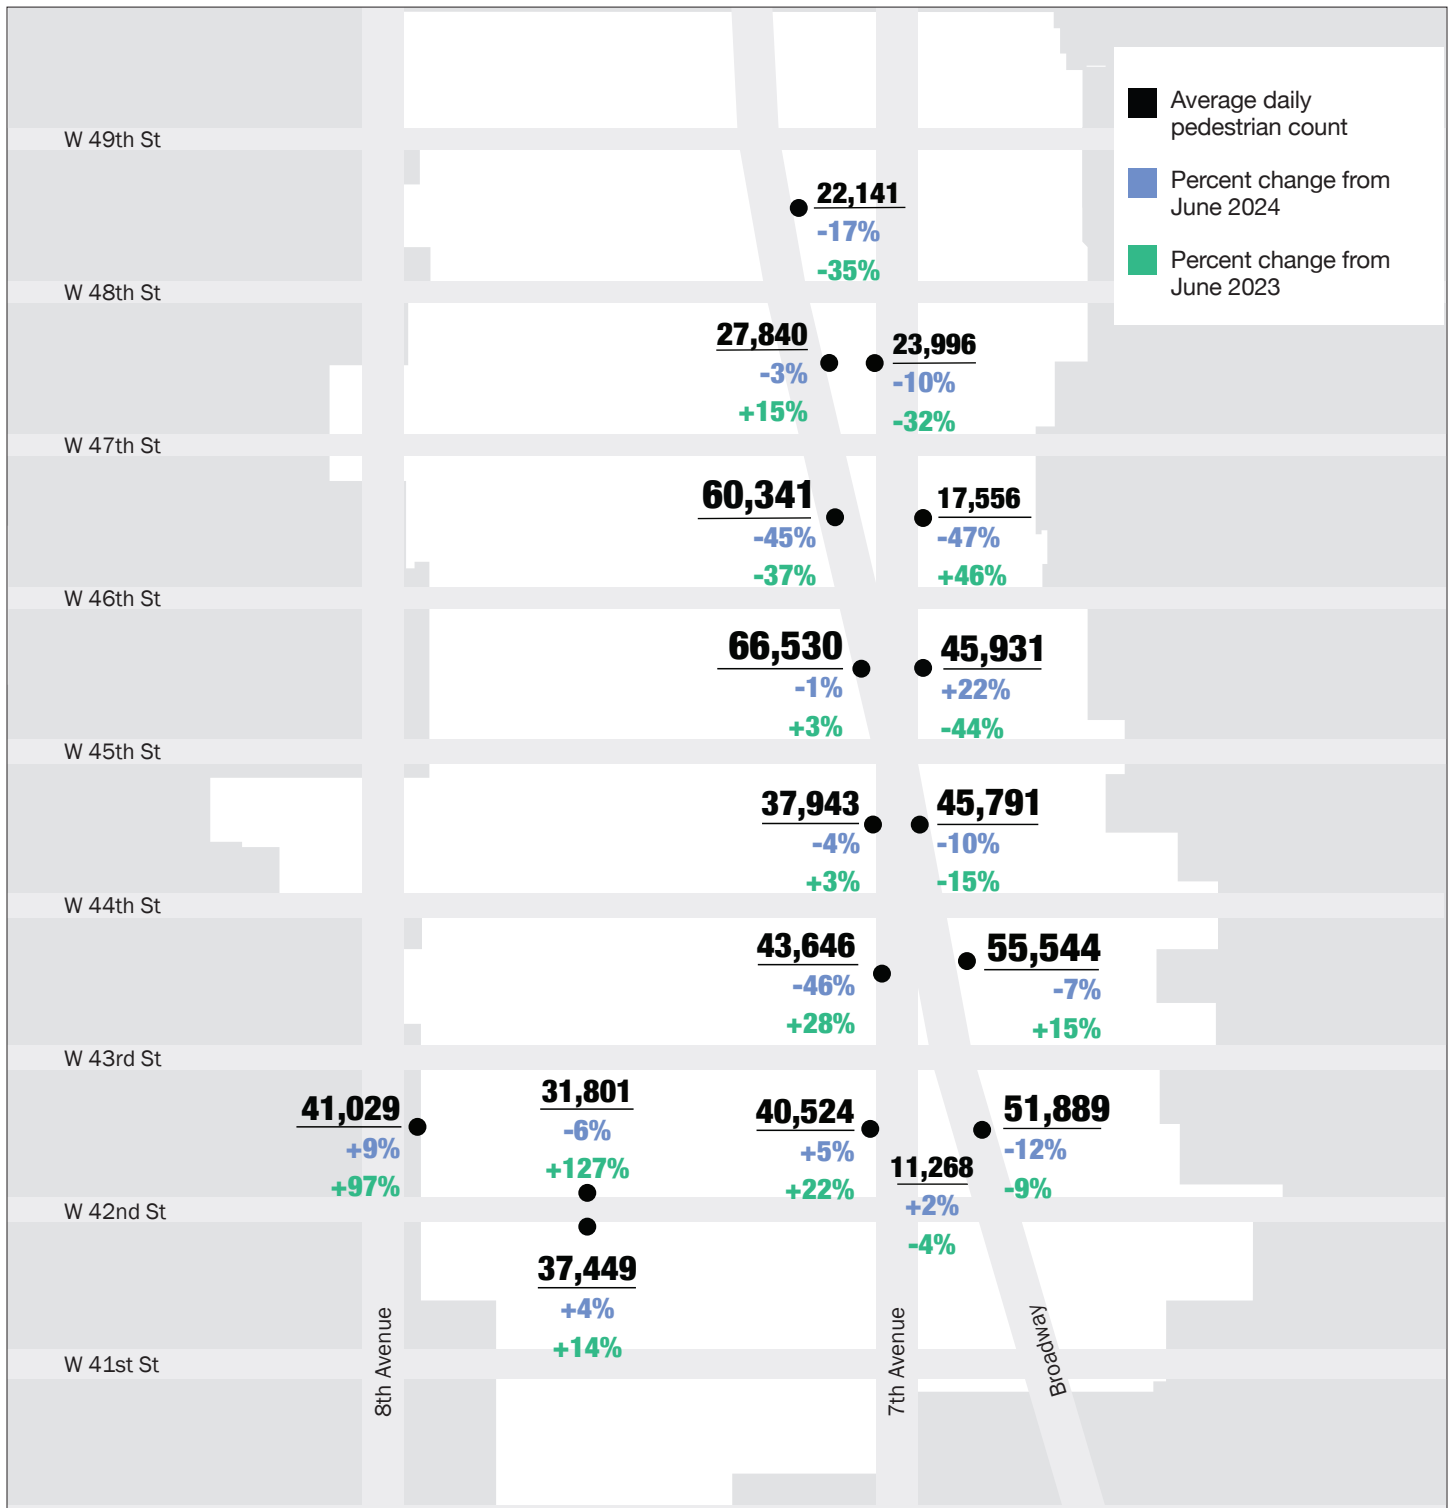 Average daily
pedestrian count
Percent change from
June 2024
Percent change from
June 2023
W 49th St
22,141
-17%
-35%
W 48th St
27,840
-3%
+15%
23,996
-10%
-32%
W 47th St
60,341
-45%
-37%
17,556
-47%
+46%
W 46th St
66,530
-1%
+3%
45,931
+22%
-44%
W 45th St
37,943
-4%
+3%
45,791
-10%
-15%
W 44th St
43,646
-46%
+28%
55,544
-7%
+15%
W 43rd St
41,029
+9%
+97%
31,801
-6%
+127%
40,524
+5%
+22%
11,268
+2%
-4%
51,889
-12%
-9%
W 42nd St
37,449
+4%
+14%
W 41st St
8th Avenue
7th Avenue
Broadway